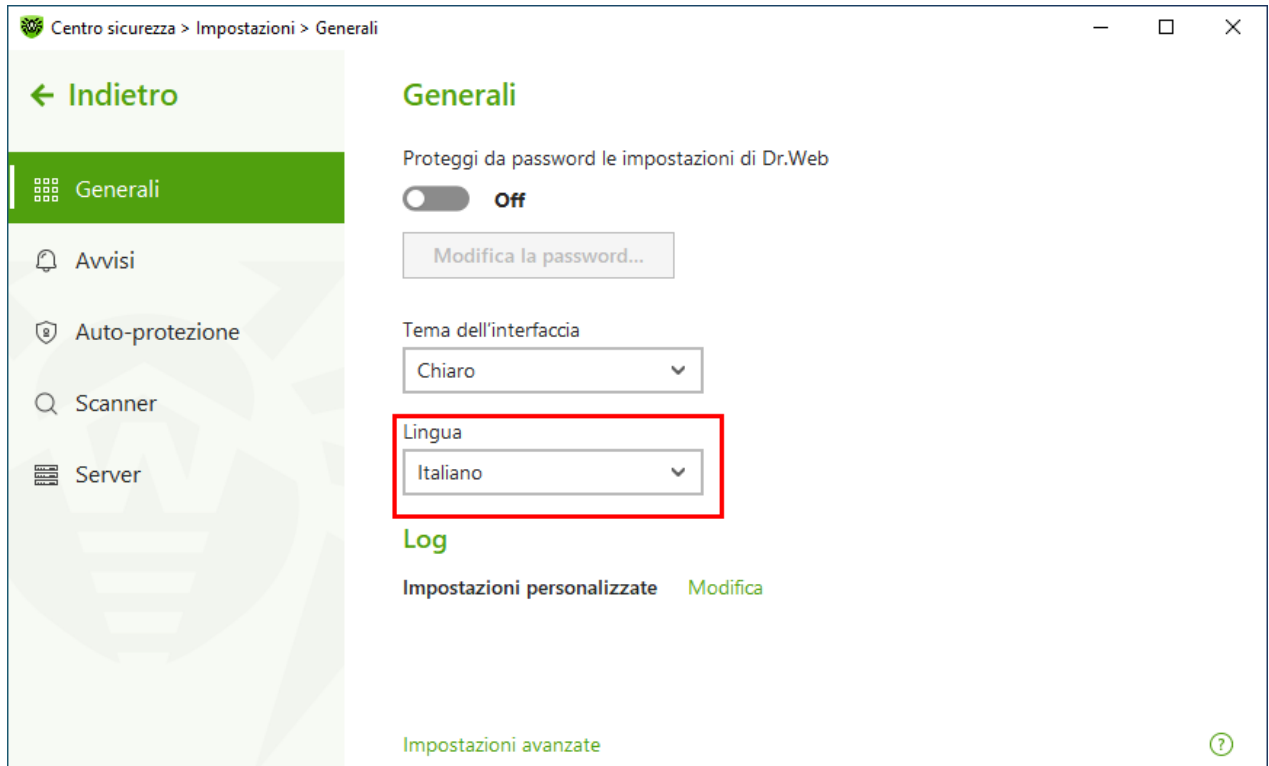 Centro sicurezza > Impostazioni > Generali
Indietro
Generali
Avvisi
Auto-protezione
Scanner
Server
Generali
Proteggi da password le impostazioni di Dr.Web
Off
Modifica la password...
Tema dell'interfaccia
Chiaro
Lingua
Italiano
Log
Impostazioni personalizzate Modifica
Impostazioni avanzate
?